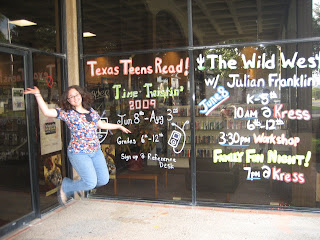 Texas Teens Read!
Time Twistin'
2009
Jun 8th - Aug 3rd
Grades 6th - 12th
Sign up @ Reference
Desk
The Wild West
w/ Julian Franklin
June 8
K-5th
10am @ Kress
6th-12th
3:30pm Workshop
Family Fun Night!
7pm @ Kress